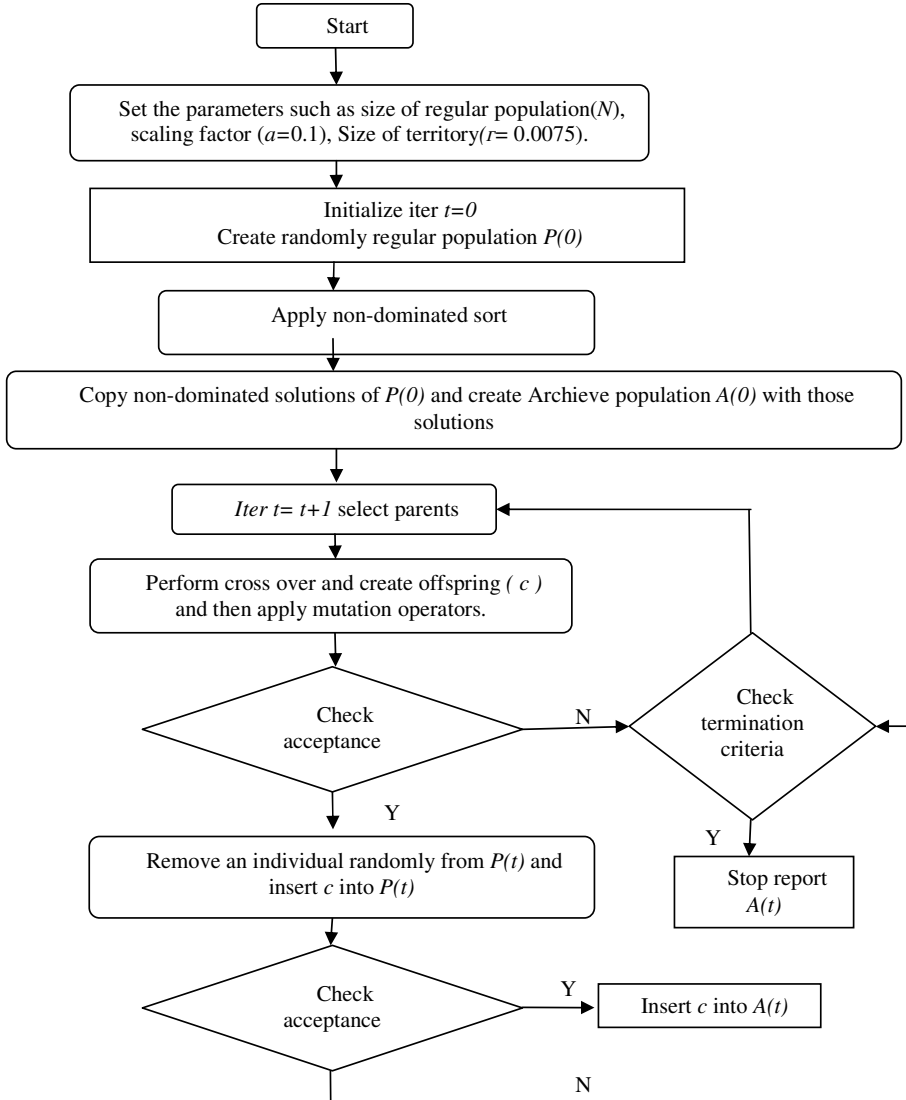 Start
Set the parameters such as size of regular population(N),
scaling factor (a=0.1), Size of territory(r= 0.0075).
Initialize iter t=0
Create randomly regular population P(0)
Apply non-dominated sort
Copy non-dominated solutions of P(0) and create Archieve population A(0) with those
solutions
Iter t= t+1 select parents
Perform cross over and create offspring ( c )
and then apply mutation operators.
Check
acceptance
N
Check
termination
criteria
Y
Y
Remove an individual randomly from P(t) and
insert c into P(t)
Stop report
A(t)
Check
acceptance
Y
Insert c into A(t)
N